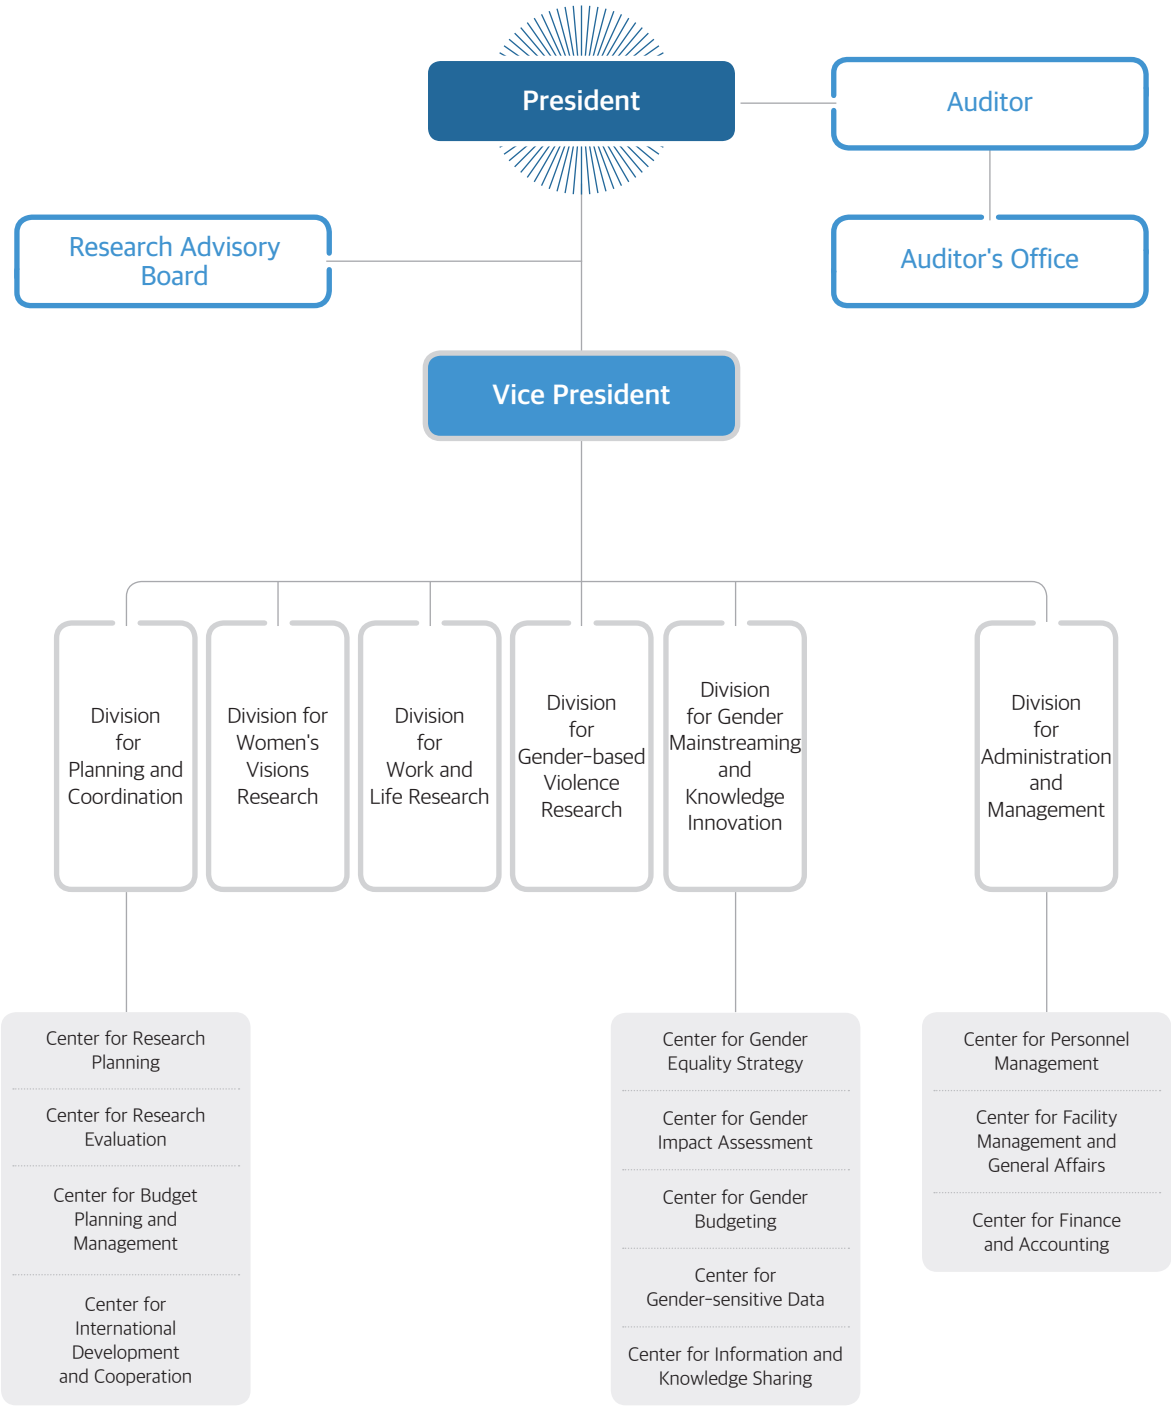 President
Auditor
Research Advisory
Board
Auditor's Office
Vice President
Division
for
Planning and
Coordination
Division for
Women's
Visions
Research
Division
for
Work and
Life Research
Division
for
Gender-based
Violence
Research
Division
for Gender
Mainstreaming
and
Knowledge
Innovation
Division
for
Administration
and
Management
Center for Research
Planning
Center for Research
Evaluation
Center for Budget
Planning and
Management
Center for
International
Development
and Cooperation
Center for Gender
Equality Strategy
Center for Gender
Impact Assessment
Center for Gender
Budgeting
Center for
Gender-sensitive Data
Center for Information and
Knowledge Sharing
Center for Personnel
Management
Center for Facility
Management and
General Affairs
Center for Finance
and Accounting